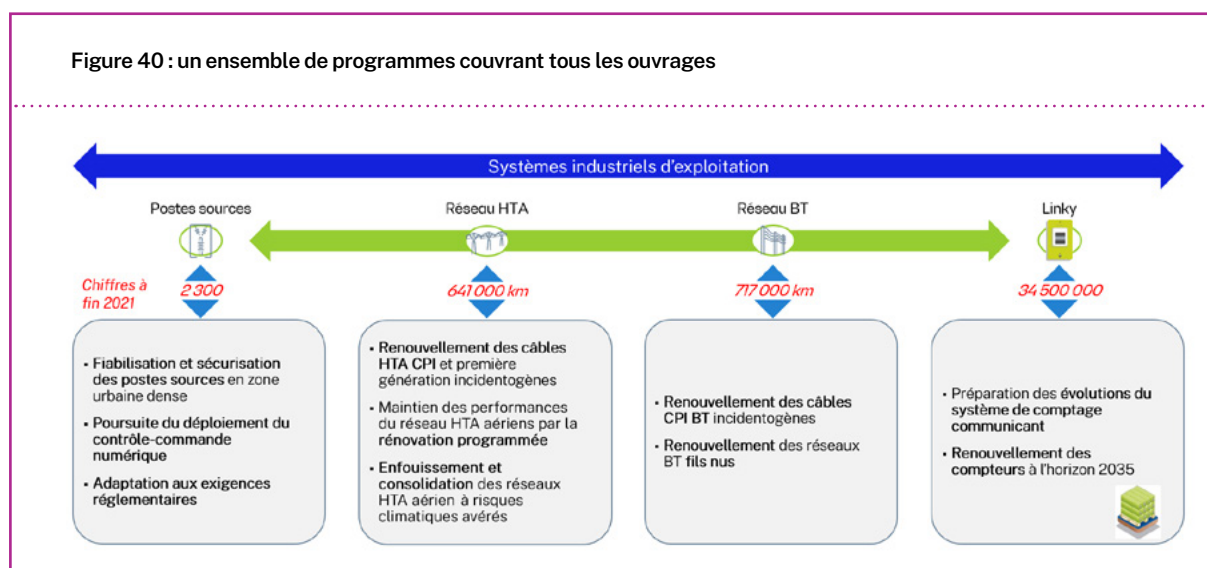 Figure 40 : un ensemble de programmes couvrant tous les ouvrages
Systèmes industriels d'exploitation
Postes sources
Réseau HTA
Réseau BT
Linky
Chiffres à
fin 2021
2 300
641 000 km
717 000 km
34 500 000
• Fiabilisation et sécurisation
des postes sources en zone
urbaine dense
• Poursuite du déploiement du
contrôle-commande
numérique
• Adaptation aux exigences
réglementaires
• Renouvellement des câbles
HTA CPI et première
génération incidentogènes
• Maintien des performances
du réseau HTA aériens par la
rénovation programmée
• Enfouissement et
consolidation des réseaux
HTA aérien à risques
climatiques avérés
• Renouvellement des câbles
CPI BT incidentogènes
• Renouvellement des réseaux
BT fils nus
• Préparation des évolutions du
système de comptage
communicant
• Renouvellement des
compteurs à l'horizon 2035